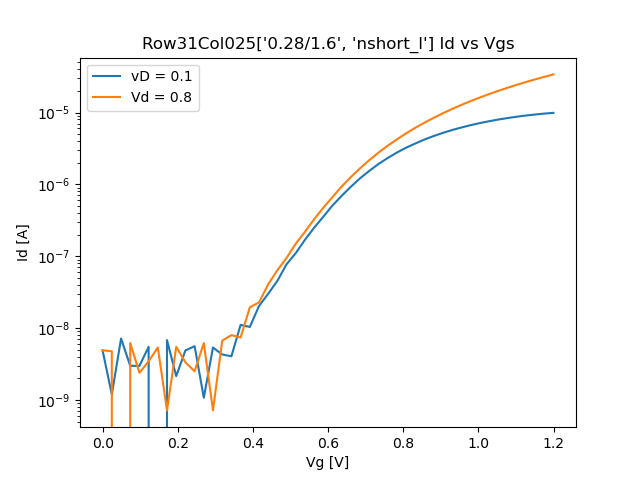 Row31Col025['0.28/1.6', 'nshort_l'] Id vs Vgs
vD = 0.1
Vd = 0.8
Id [A]
10⁻⁵
10⁻⁶
10⁻⁷
10⁻⁸
10⁻⁹
0.0 0.2 0.4 0.6 0.8 1.0 1.2
Vg [V]